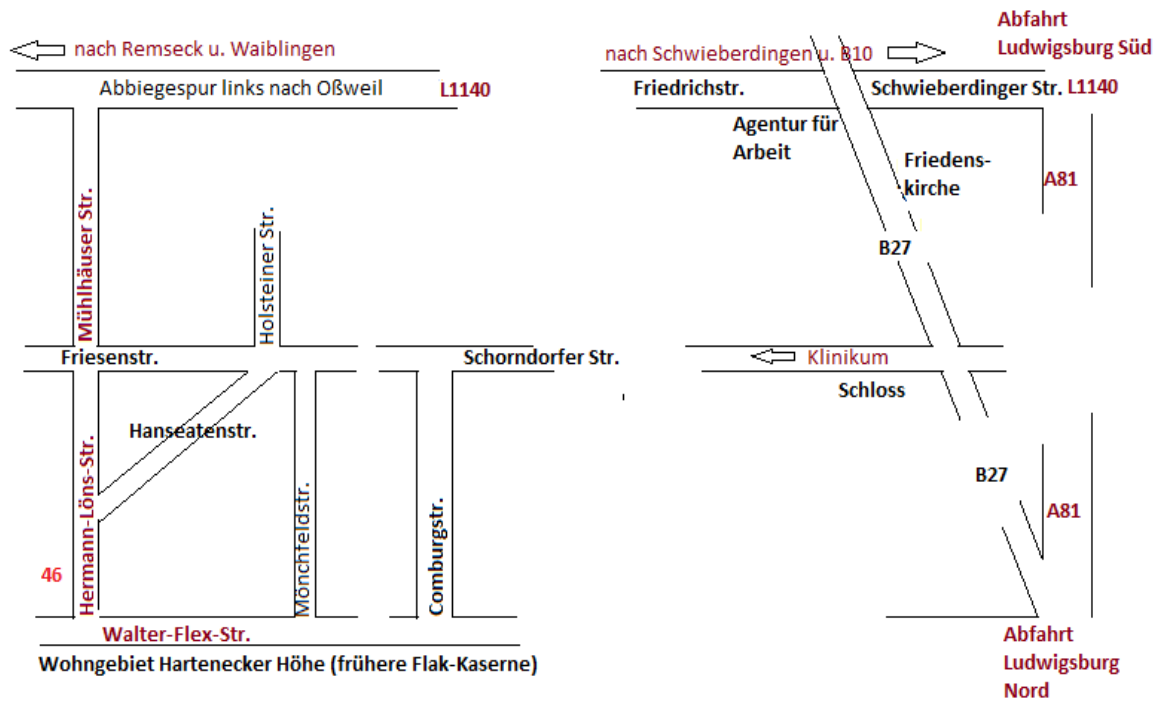 Abfahrt
Ludwigsburg Süd
nach Remseck u. Waiblingen
nach Schwieberdingen u. B10
Abbiegespur links nach Oßweil
L1140
Friedrichstr.
Schwieberdinger Str.
L1140
Agentur für
Arbeit
Friedens-
kirche
A81
Mühlhäuser Str.
Holsteiner Str.
B27
Friesenstr.
Schorndorfer Str.
Klinikum
Schloss
Hanseatenstr.
Hermann-Löns-Str.
Mönchfeldstr.
Comburgstr.
B27
A81
46
Walter-Flex-Str.
Wohngebiet Hartenecker Höhe (frühere Flak-Kaserne)
Abfahrt
Ludwigsburg
Nord